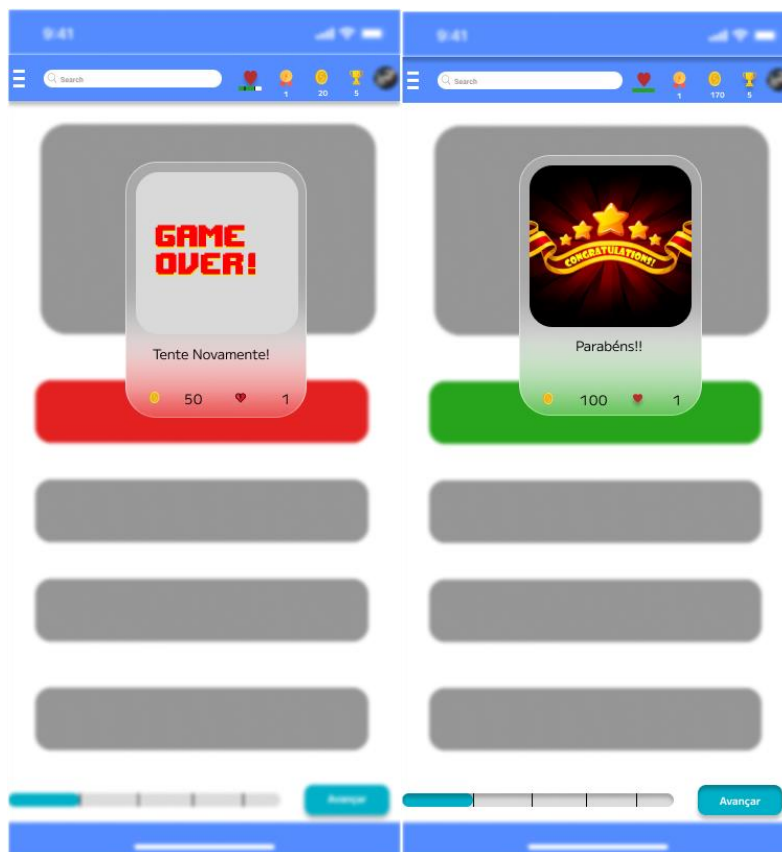 9:41
Search
1
20
5
GAME
OVER!
Tente Novamente!
50
1
Avançar
9:41
Search
1
170
5
CONGRATULATIONS!
Parabéns!!
100
1
Avançar